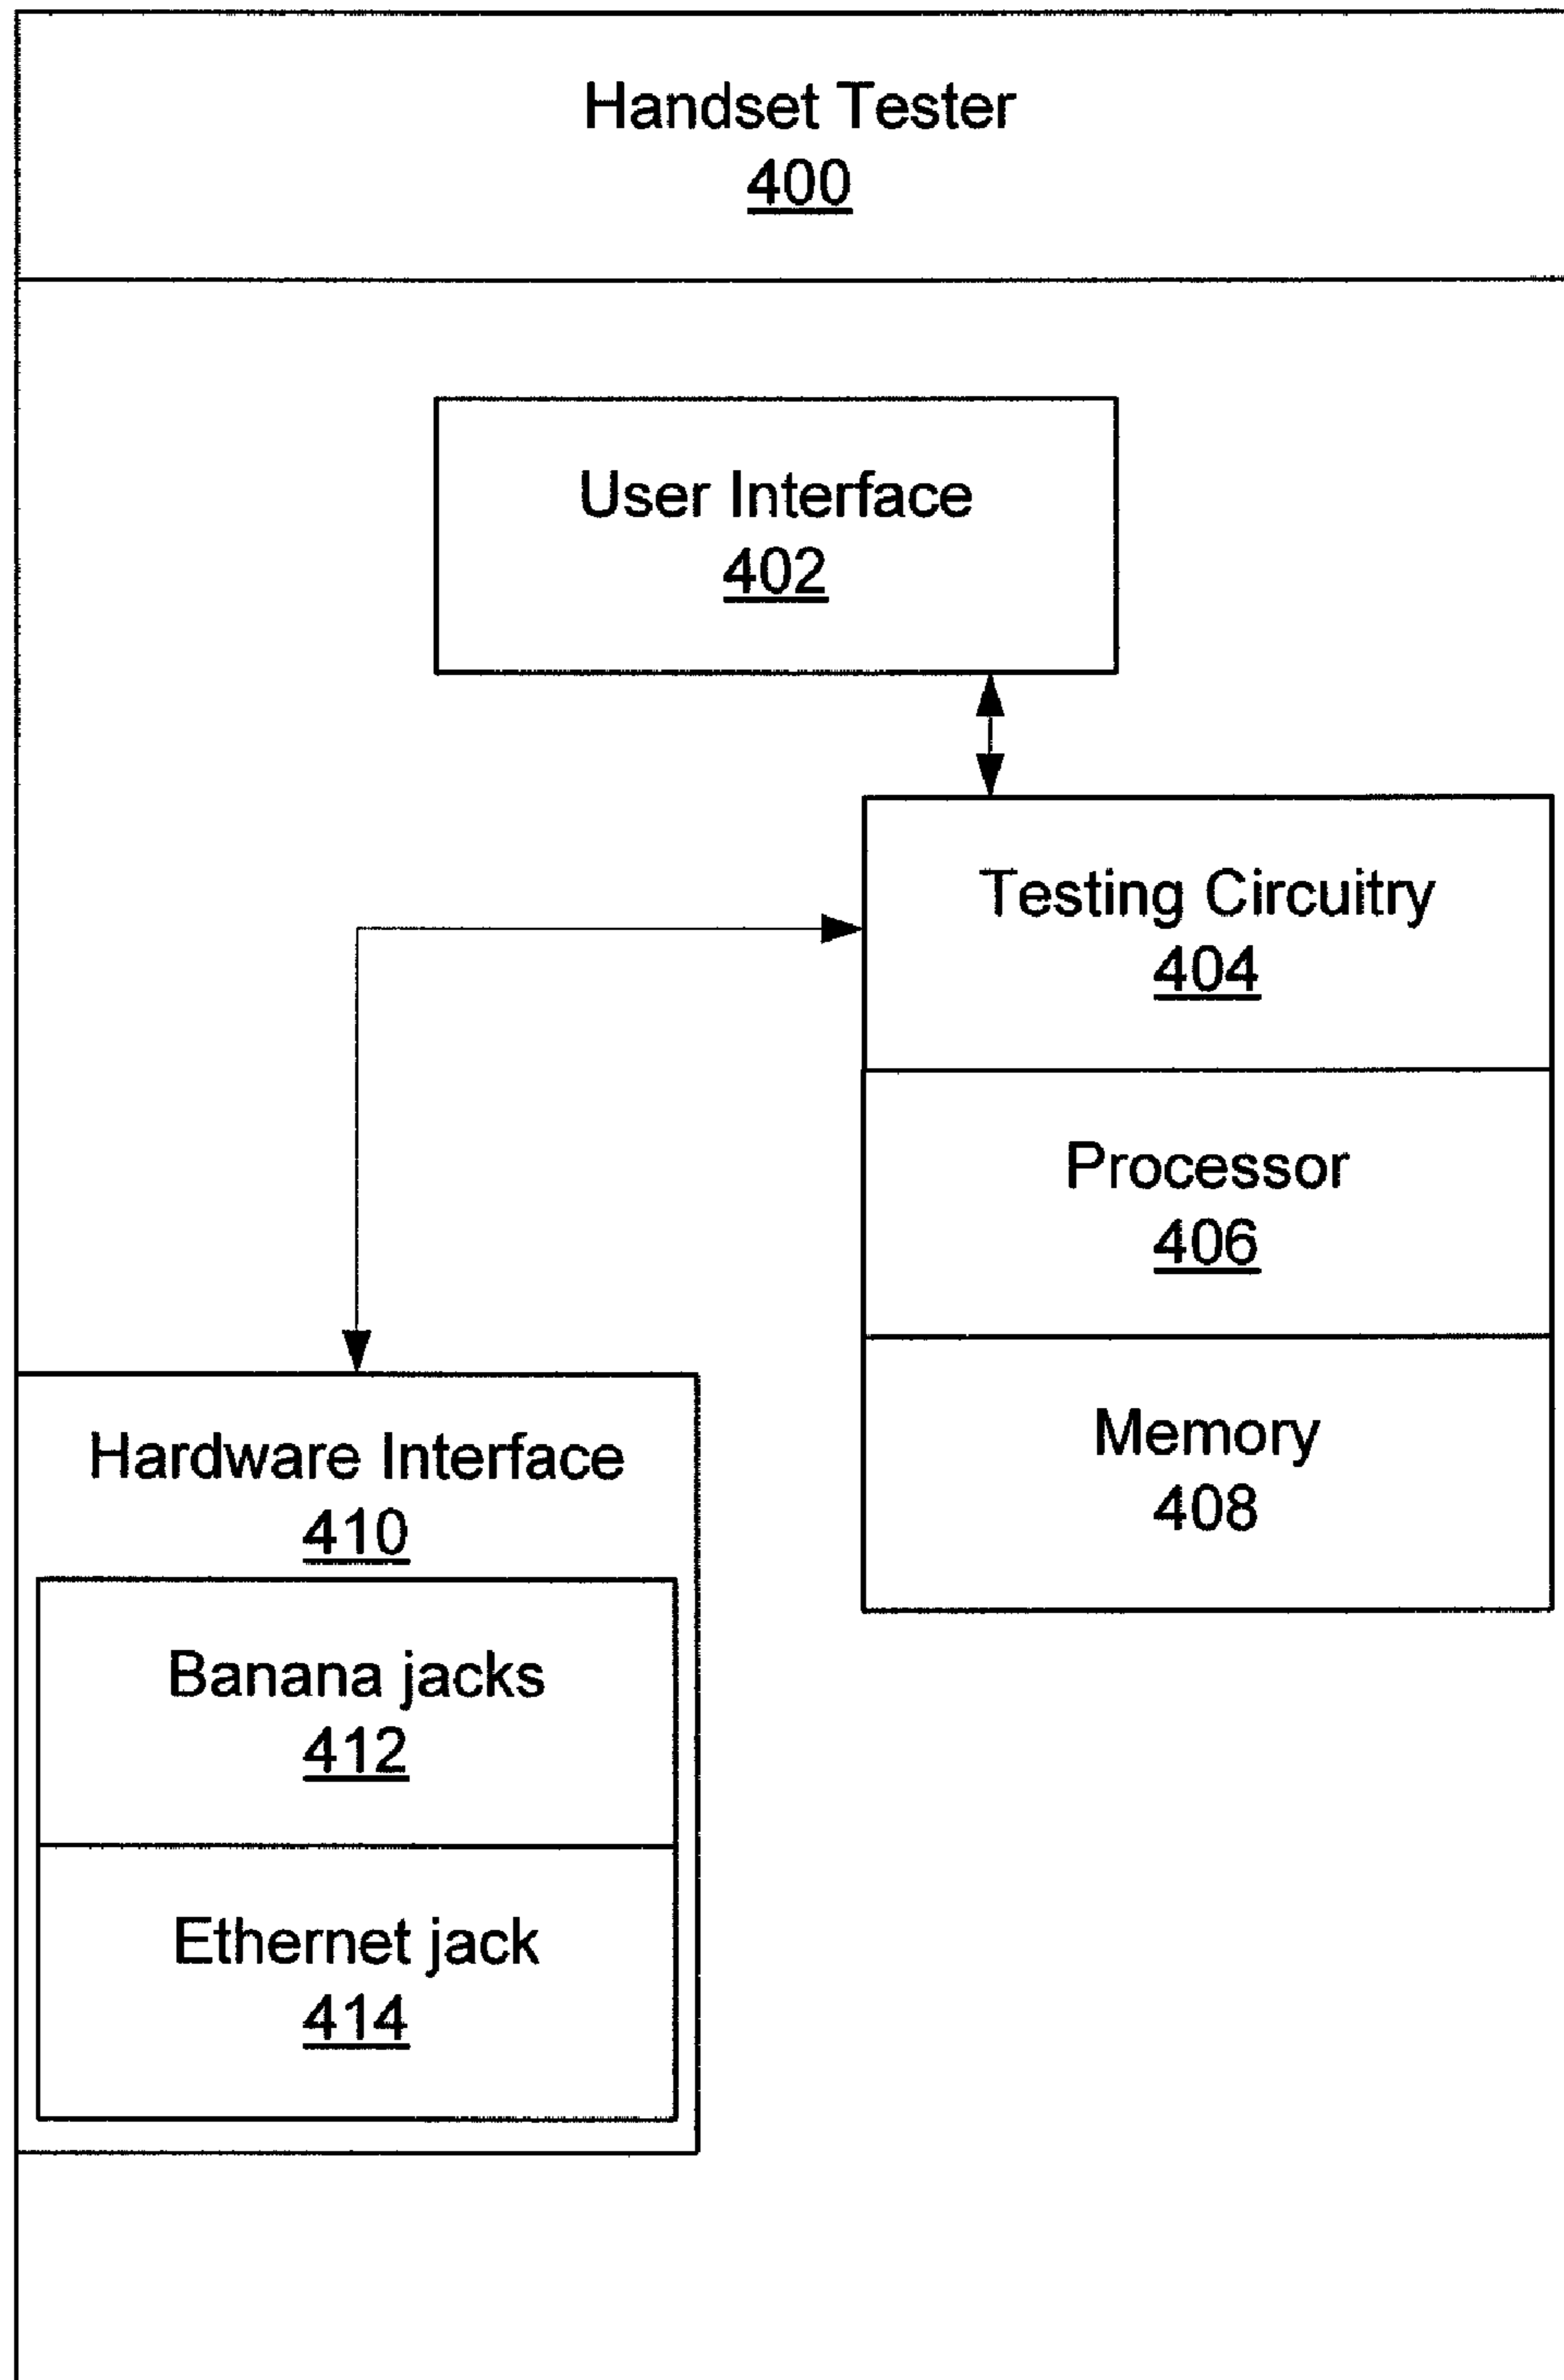 Handset Tester
400
User Interface
402
Testing Circuitry
404
Processor
406
Memory
408
Hardware Interface
410
Banana jacks
412
Ethernet jack
414